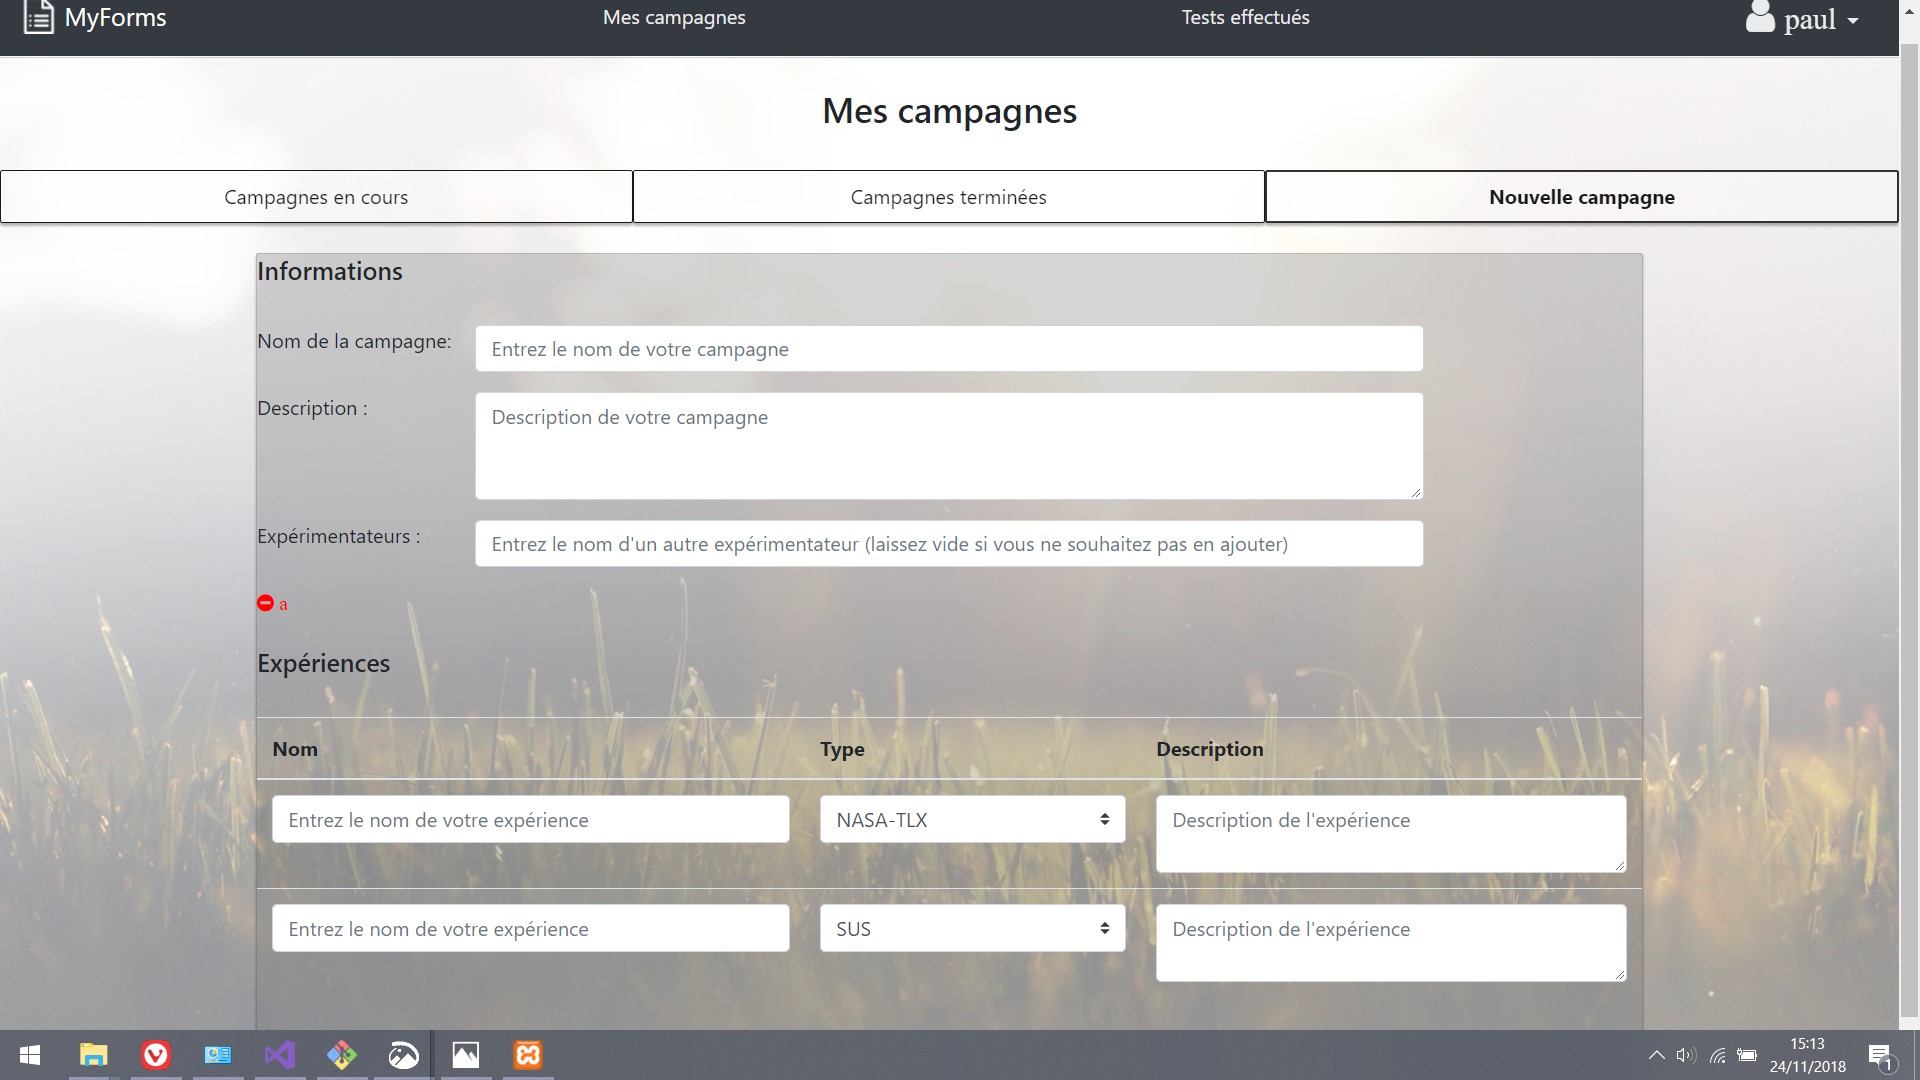 MyForms Mes campagnes Tests effectués paul
Mes campagnes
Campagnes en cours Campagnes terminées Nouvelle campagne
Informations
Nom de la campagne: Entrez le nom de votre campagne
Description : Description de votre campagne
Expérimentateurs : Entrez le nom d'un autre expérimentateur (laissez vide si vous ne souhaitez pas en ajouter)
a
Expériences
Nom Type Description
Entrez le nom de votre expérience NASA-TLX Description de l'expérience
Entrez le nom de votre expérience SUS Description de l'expérience
15:13
24/11/2018
1